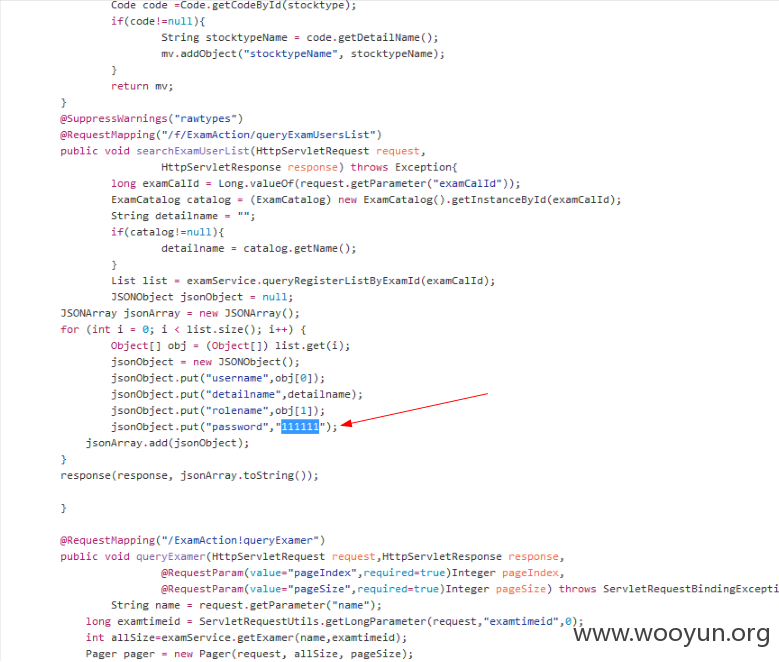 Code code =Code.getCodeById(stocktype);
if(code!=null){
String stocktypeName = code.getDetailName();
mv.addObject("stocktypeName", stocktypeName);
}
return mv;
}
@SuppressWarnings("rawtypes")
@RequestMapping("/f/ExamAction/queryExamUsersList")
public void searchExamUserList(HttpServletRequest request,
HttpServletResponse response) throws Exception{
long examCalId = Long.valueOf(request.getParameter("examCalId"));
ExamCatalog catalog = (ExamCatalog) new ExamCatalog().getInstanceById(examCalId);
String detailname = "";
if(catalog!=null){
detailname = catalog.getName();
}
List list = examService.queryRegisterListByExamId(examCalId);
JSONObject jsonObject = null;
JSONArray jsonArray = new JSONArray();
for (int i = 0; i < list.size(); i++) {
Object[] obj = (Object[]) list.get(i);
jsonObject = new JSONObject();
jsonObject.put("username",obj[0]);
jsonObject.put("detailname",detailname);
jsonObject.put("rolename",obj[1]);
jsonObject.put("password","111111");
jsonArray.add(jsonObject);
}
response(response, jsonArray.toString());
}
@RequestMapping("/ExamAction!queryExamer")
public void queryExamer(HttpServletRequest request,HttpServletResponse response,
@RequestParam(value="pageIndex",required=true)Integer pageIndex,
@RequestParam(value="pageSize",required=true)Integer pageSize) throws ServletRequestBindingExcepti
String name = request.getParameter("name");
long examtimeid = ServletRequestUtils.getLongParameter(request,"examtimeid",0);
int allSize=examService.getExamer(name,examtimeid);
Pager pager = new Pager(request, allSize, pageSize);
www.wooyun.org